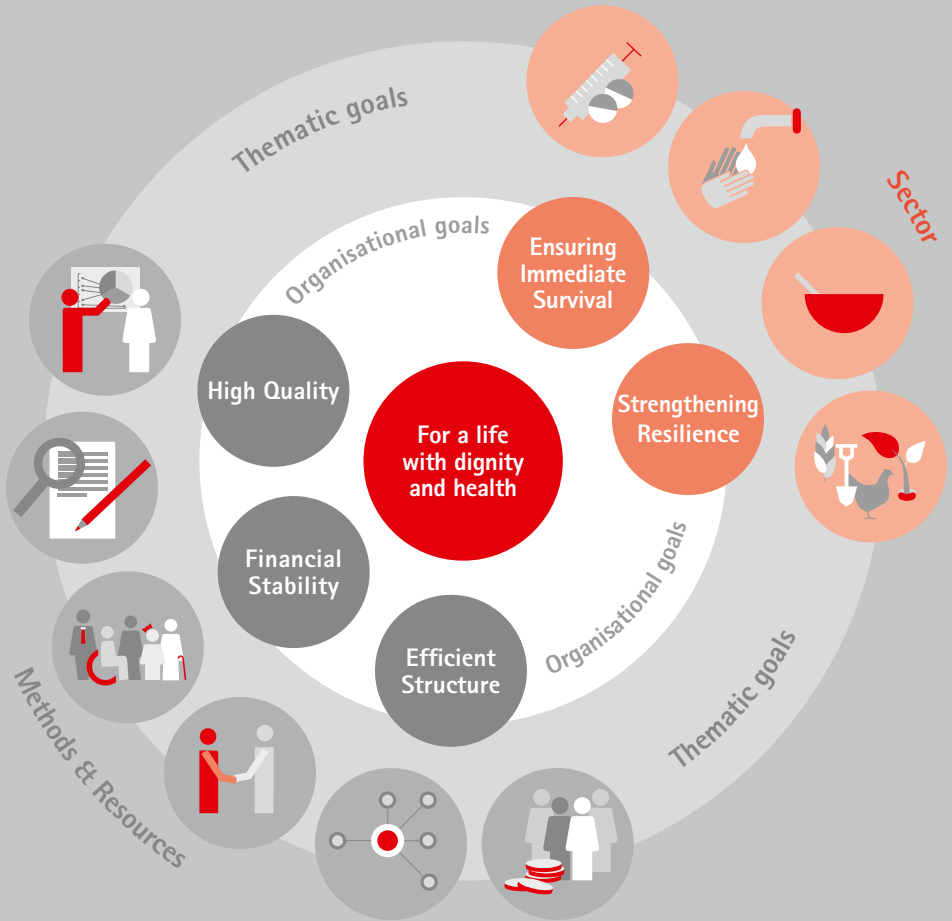 Thematic goals
Sector
Organisational goals
Ensuring
Immediate
Survival
High Quality
Strengthening
Resilience
For a life
with dignity
and health
Financial
Stability
Organisational goals
Efficient
Structure
Thematic goals
Methods & Resources